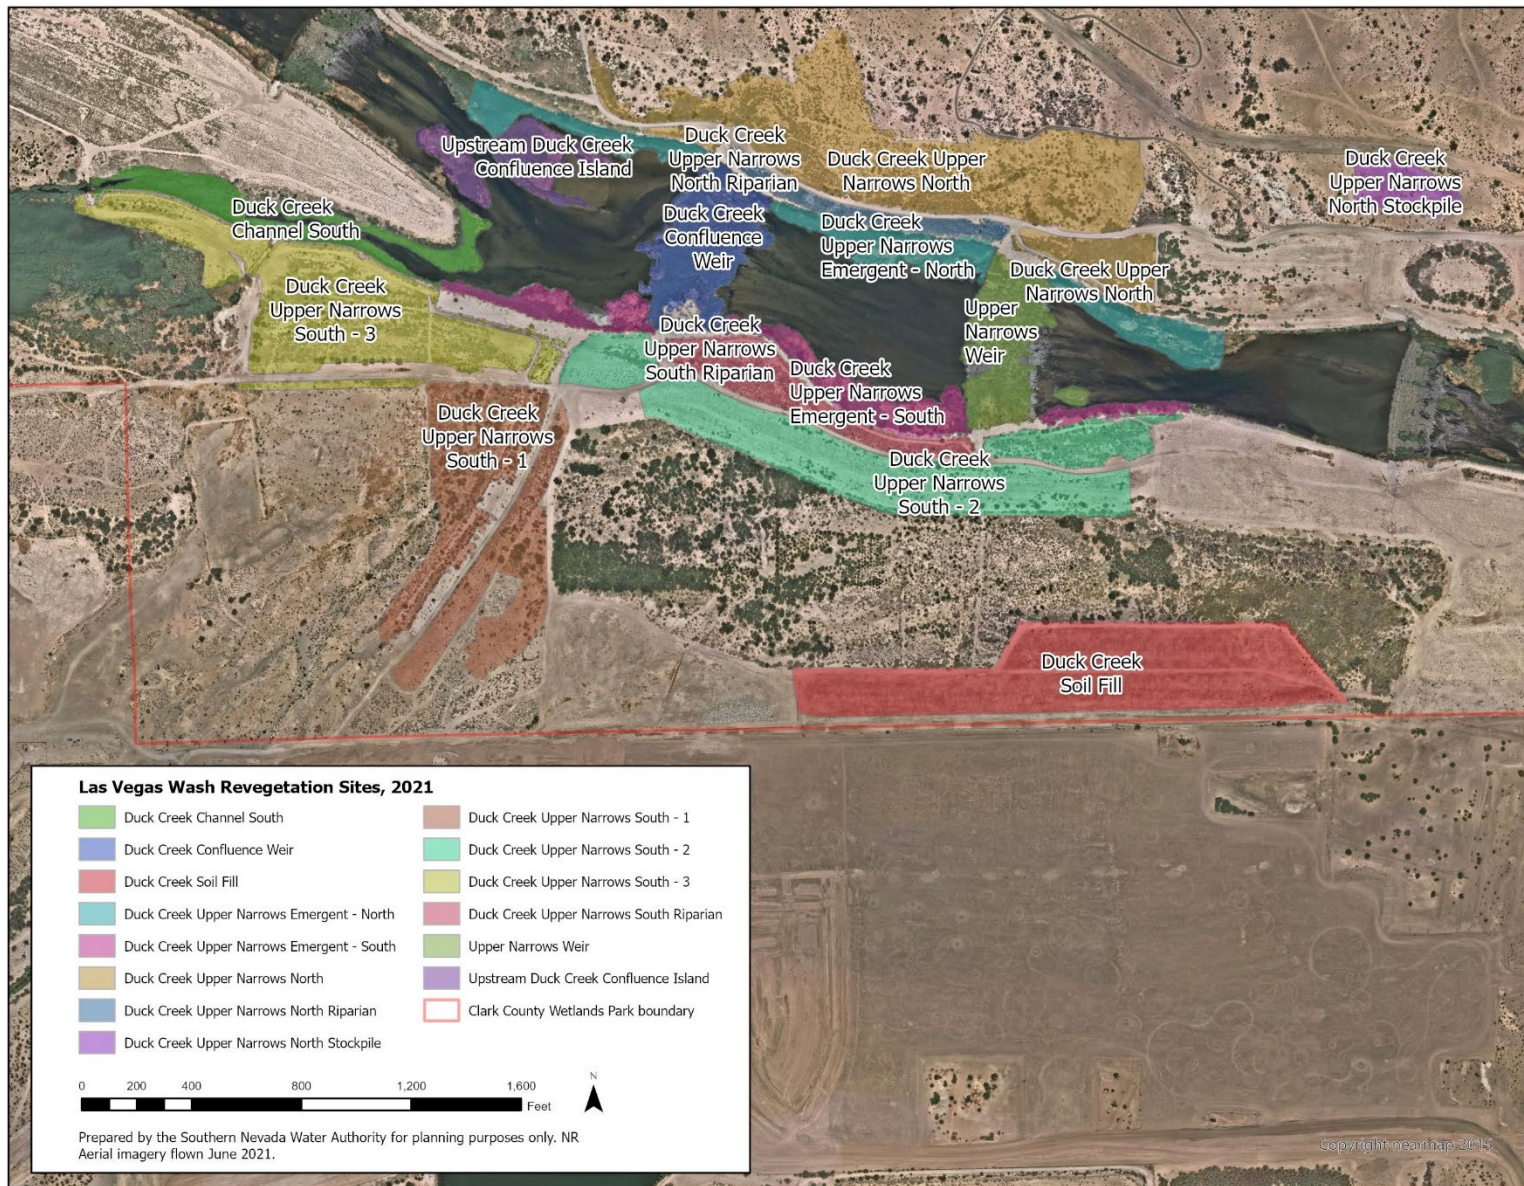 Upstream Duck Creek
Confluence Island
Duck Creek
Upper Narrows
North Riparian
Duck Creek Upper
Narrows North
Duck Creek
Upper Narrows
North Stockpile
Duck Creek
Channel South
Duck Creek
Confluence
Weir
Duck Creek
Upper Narrows
Emergent - North
Duck Creek Upper
Narrows North
Duck Creek
Upper Narrows
South - 3
Upper
Narrows
Weir
Duck Creek
Upper Narrows
South Riparian
Duck Creek
Upper Narrows
Emergent - South
Duck Creek
Upper Narrows
South - 1
Duck Creek
Upper Narrows
South - 2
Duck Creek
Soil Fill
Las Vegas Wash Revegetation Sites, 2021
Duck Creek Channel South
Duck Creek Confluence Weir
Duck Creek Soil Fill
Duck Creek Upper Narrows Emergent - North
Duck Creek Upper Narrows Emergent - South
Duck Creek Upper Narrows North
Duck Creek Upper Narrows North Riparian
Duck Creek Upper Narrows North Stockpile
Duck Creek Upper Narrows South - 1
Duck Creek Upper Narrows South - 2
Duck Creek Upper Narrows South - 3
Duck Creek Upper Narrows South Riparian
Upper Narrows Weir
Upstream Duck Creek Confluence Island
Clark County Wetlands Park boundary
0 200 400 800 1,200 1,600
Feet
N
Prepared by the Southern Nevada Water Authority for planning purposes only. NR
Aerial imagery flown June 2021.
Copyright nearmap 2015